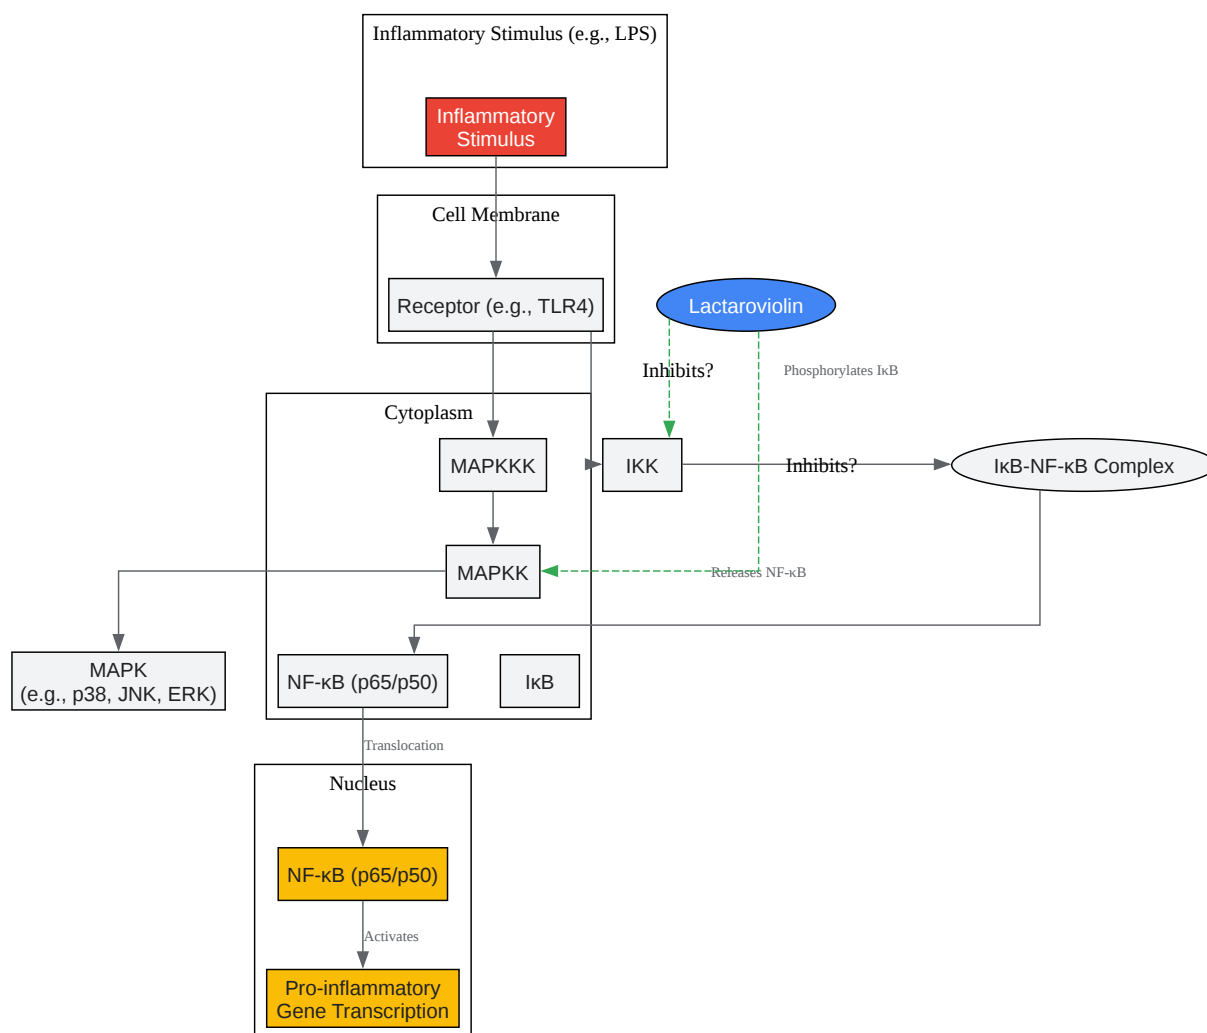 Inflammatory Stimulus (e.g., LPS)
Inflammatory
Stimulus
Cell Membrane
Receptor (e.g., TLR4)
Lactaroviolin
Inhibits?
Phosphorylates IκB
Cytoplasm
MAPKKK
IKK
Inhibits?
IκB-NF-κB Complex
MAPKK
Releases NF-κB
MAPK
(e.g., p38, JNK, ERK)
NF-κB (p65/p50)
IκB
Translocation
Nucleus
NF-κB (p65/p50)
Activates
Pro-inflammatory
Gene Transcription